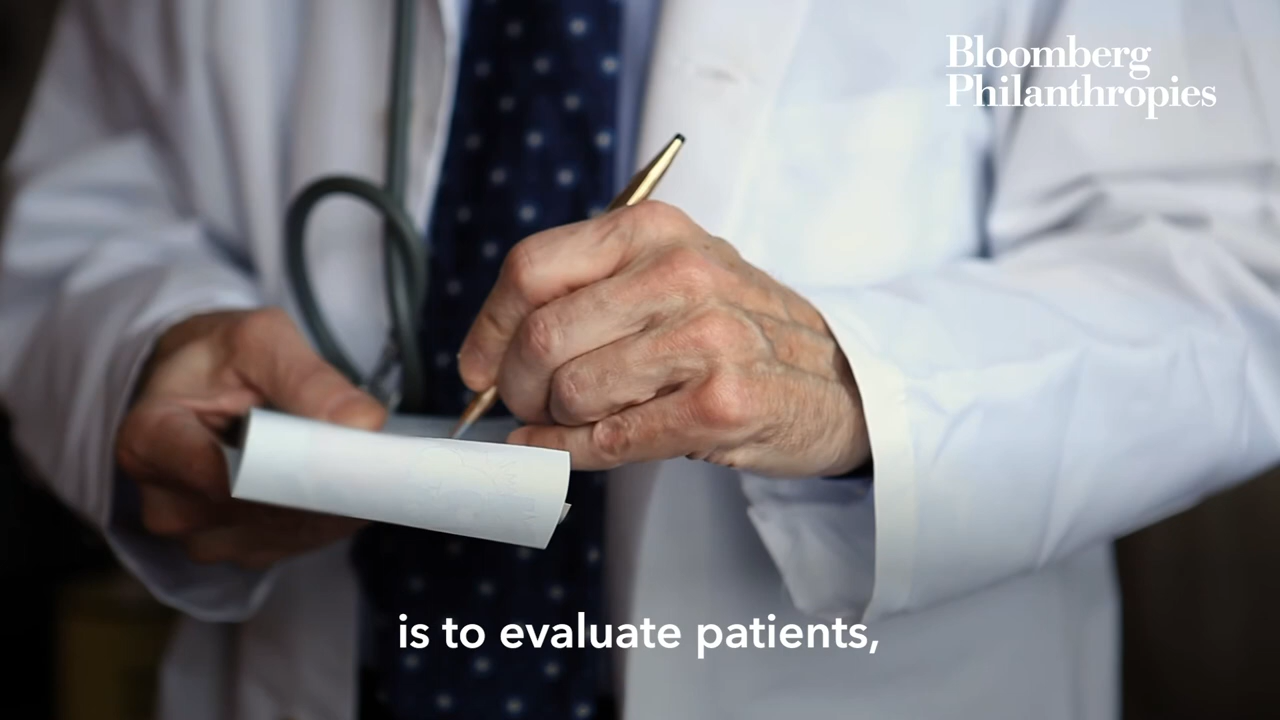 Bloomberg
Philanthropies
is to evaluate patients,